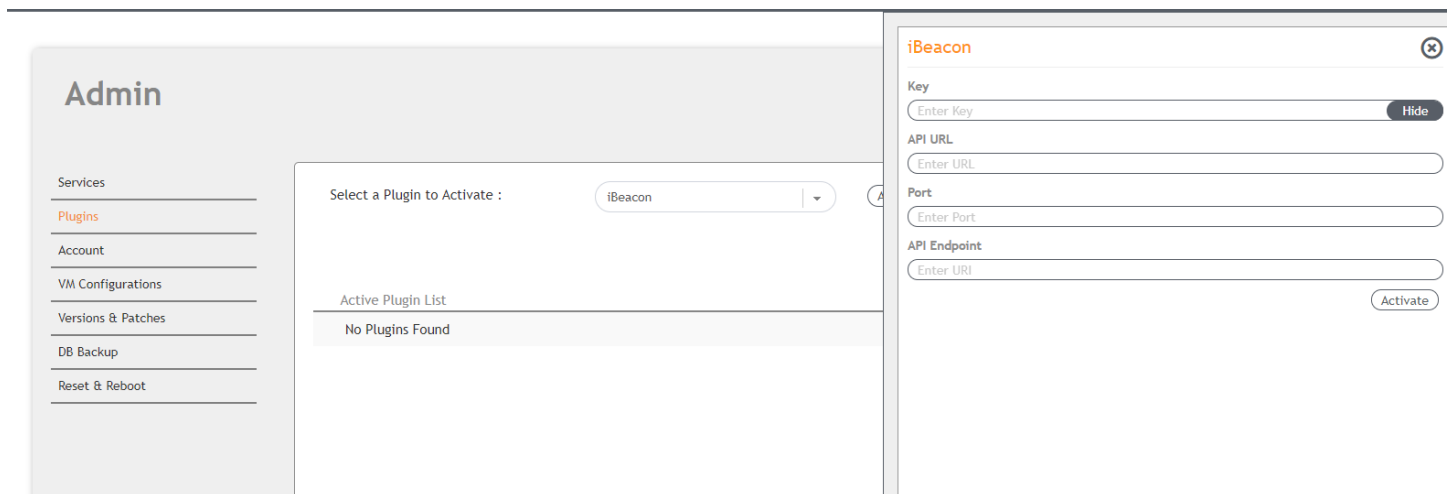 Admin
Services
Plugins
Account
VM Configurations
Versions & Patches
DB Backup
Reset & Reboot
Select a Plugin to Activate :
iBeacon
A
Active Plugin List
No Plugins Found
iBeacon
Key
Enter Key
Hide
API URL
Enter URL
Port
Enter Port
API Endpoint
Enter URI
Activate